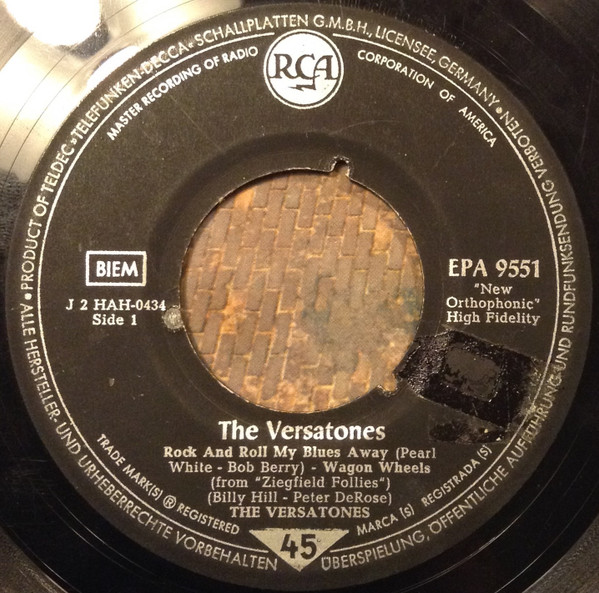 PRODUCT OF TELDEC•TELEFUNKEN-DECCA•SCHALLPLATTEN G.M.B.H., LICENSEE, GERMANY•
MASTER RECORDING OF RADIO CORPORATION OF AMERICA
RCA
BIEM
J 2 HAH-0434
Side 1
EPA 9551
"New
Orthophonic"
High Fidelity
The Versatones
Rock And Roll My Blues Away (Pearl
White - Bob Berry) - Wagon Wheels
(from "Ziegfield Follies")
(Billy Hill - Peter DeRose)
THE VERSATONES
TRADE MARK(S) ® REGISTERED
MARCA (S) REGISTRADA (S)
45
•ALLE HERSTELLER- UND URHEBERRECHTE VORBEHALTEN
ÜBERSPIELUNG, ÖFFENTLICHE AUFFÜHRUNG UND RUNDFUNKSENDUNG VERBOTEN•